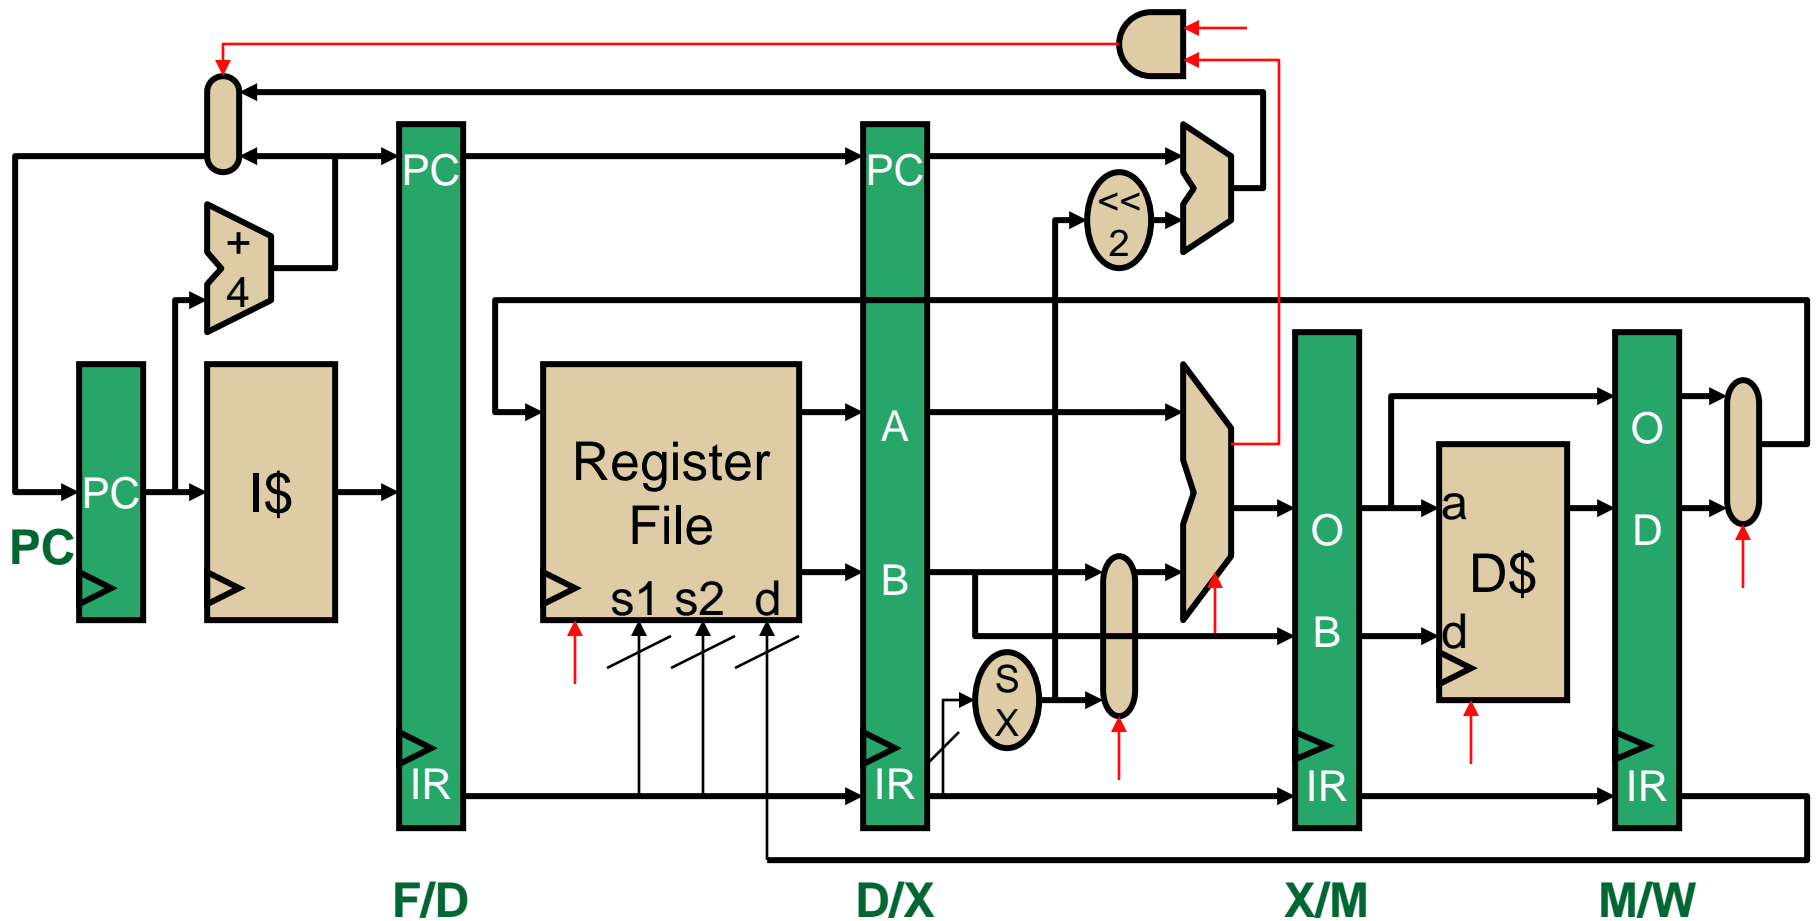 PC
PC
<<
2
+
4
PC
PC
I$
Register
File
s1 s2 d
A
B
S
X
O
B
a
d
D$
O
D
IR
IR
IR
IR
F/D
D/X
X/M
M/W